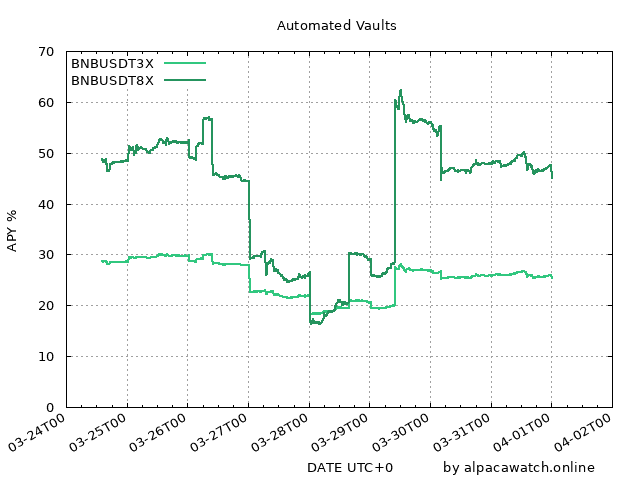 Automated Vaults
BNBUSDT3X
BNBUSDT8X
APY %
70
60
50
40
30
20
10
0
03-24T00
03-25T00
03-26T00
03-27T00
03-28T00
03-29T00
03-30T00
03-31T00
04-01T00
04-02T00
DATE UTC+0
by alpacawatch.online